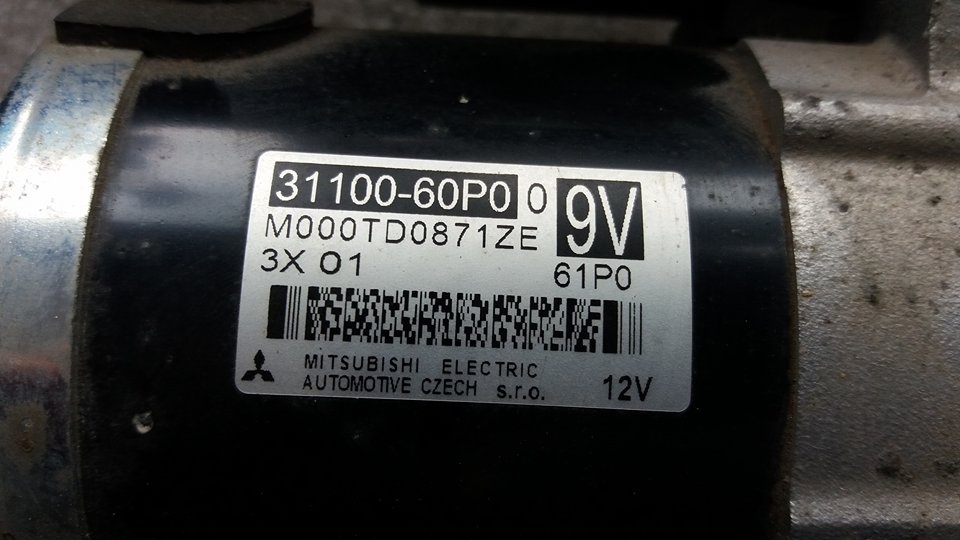 31100-60P0 0 9V
M000TD0871ZE
3X 01 61P0
MITSUBISHI ELECTRIC
AUTOMOTIVE CZECH s.r.o. 12V